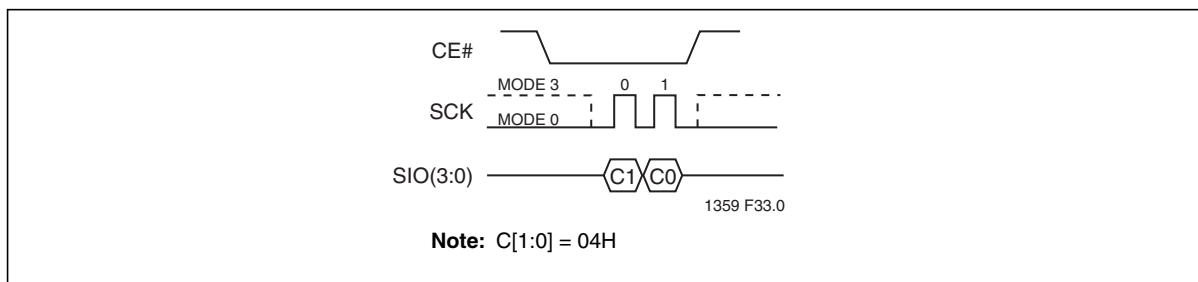 CE#
MODE 3 0 1
SCK
MODE 0
SIO(3:0) C1 C0
1359 F33.0
Note: C[1:0] = 04H